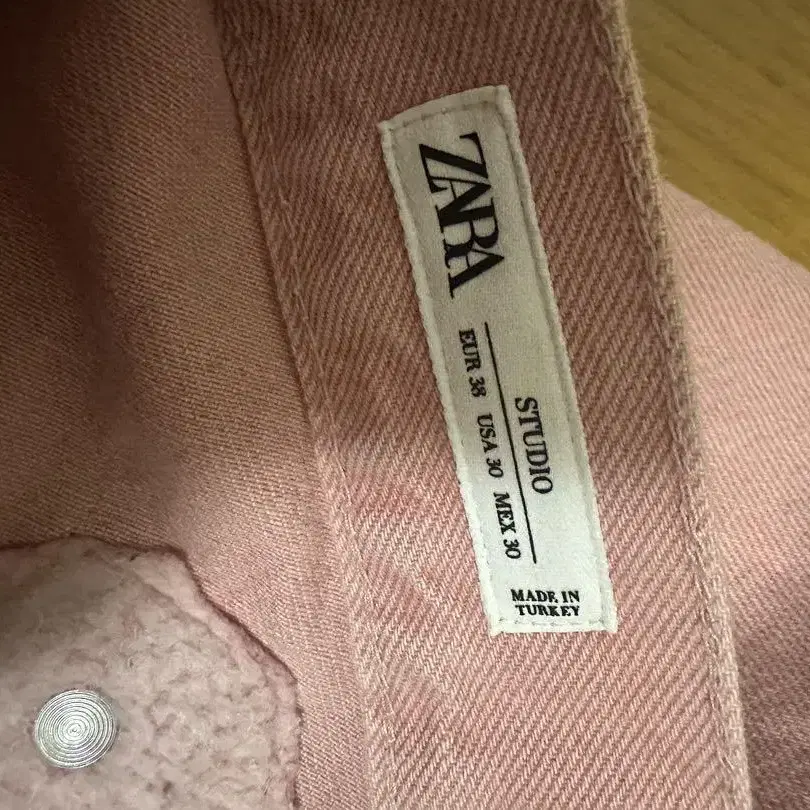 ZARA
STUDIO
EUR 38 USA 30 MEX 30
MADE IN
TURKEY